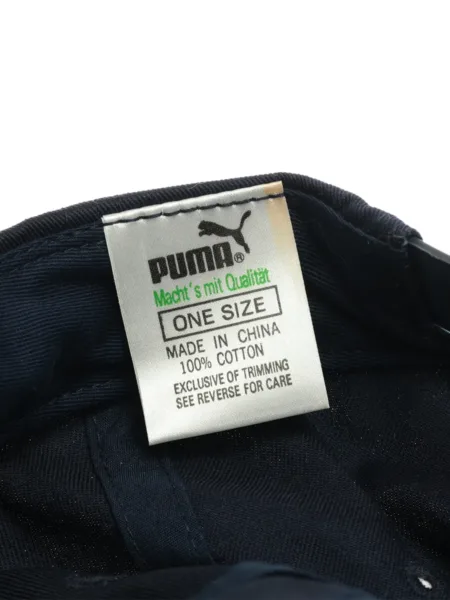 PUMA®
Macht's mit Qualität
ONE SIZE
MADE IN CHINA
100% COTTON
EXCLUSIVE OF TRIMMING
SEE REVERSE FOR CARE